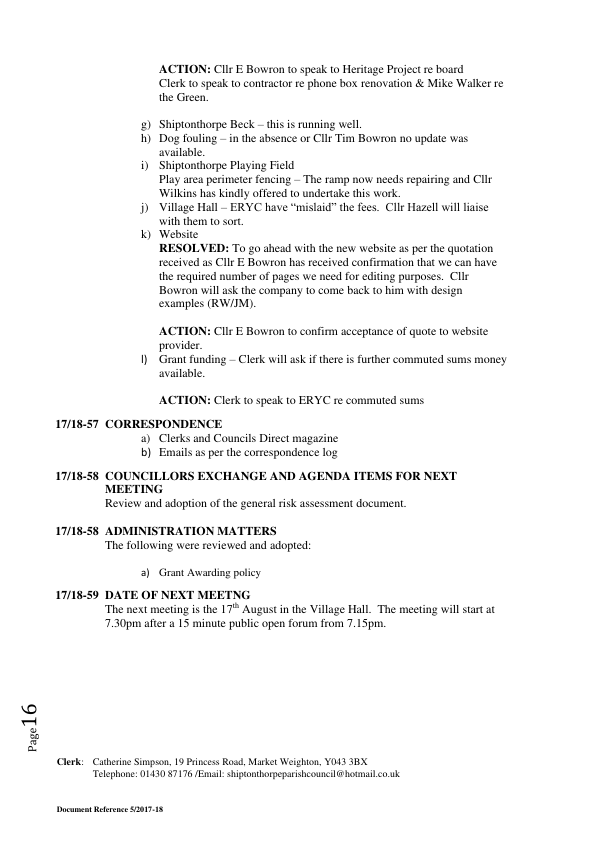 ACTION: Cllr E Bowron to speak to Heritage Project re board
Clerk to speak to contractor re phone box renovation & Mike Walker re
the Green.
g) Shiptonthorpe Beck – this is running well.
h) Dog fouling – in the absence or Cllr Tim Bowron no update was
available.
i) Shiptonthorpe Playing Field
Play area perimeter fencing – The ramp now needs repairing and Cllr
Wilkins has kindly offered to undertake this work.
j) Village Hall – ERYC have “mislaid” the fees.  Cllr Hazell will liaise
with them to sort.
k) Website
RESOLVED: To go ahead with the new website as per the quotation
received as Cllr E Bowron has received confirmation that we can have
the required number of pages we need for editing purposes.  Cllr
Bowron will ask the company to come back to him with design
examples (RW/JM).
ACTION: Cllr E Bowron to confirm acceptance of quote to website
provider.
l) Grant funding – Clerk will ask if there is further commuted sums money
available.
ACTION: Clerk to speak to ERYC re commuted sums
17/18-57 CORRESPONDENCE
a) Clerks and Councils Direct magazine
b) Emails as per the correspondence log
17/18-58 COUNCILLORS EXCHANGE AND AGENDA ITEMS FOR NEXT
MEETING
Review and adoption of the general risk assessment document.
17/18-58 ADMINISTRATION MATTERS
The following were reviewed and adopted:
a) Grant Awarding policy
17/18-59 DATE OF NEXT MEETNG
The next meeting is the 17th August in the Village Hall.  The meeting will start at
7.30pm after a 15 minute public open forum from 7.15pm.
Page 16
Clerk: Catherine Simpson, 19 Princess Road, Market Weighton, Y043 3BX
Telephone: 01430 87176 /Email: shiptonthorpeparishcouncil@hotmail.co.uk
Document Reference 5/2017-18